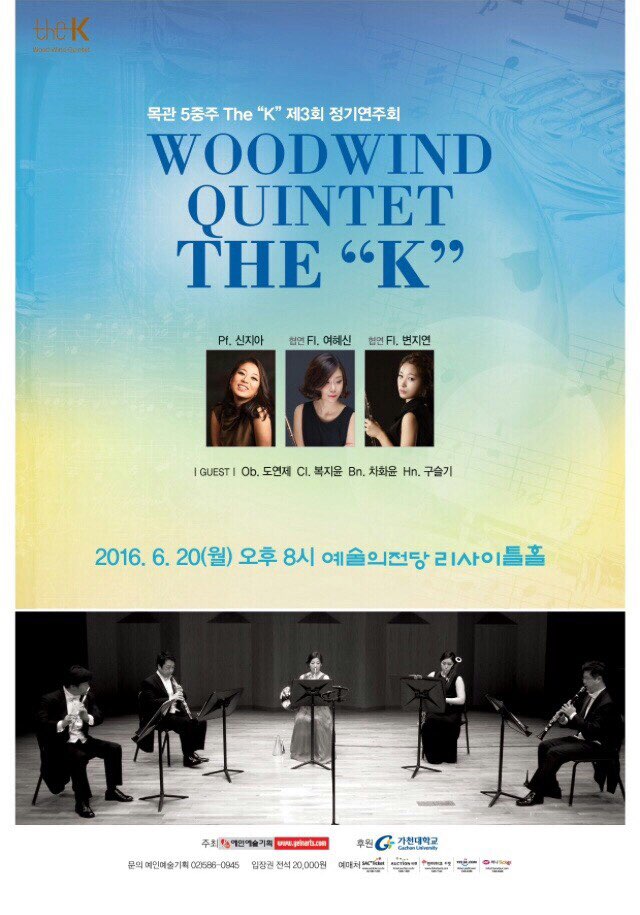 the K
Wood Wind Quintet
목관 5중주 The “K” 제3회 정기연주회
WOODWIND
QUINTET
THE “K”
Pf. 신지아 협연 Fl. 여혜신 협연 Fl. 변지연
| GUEST | Ob. 도연제 Cl. 복지윤 Bn. 차화윤 Hn. 구슬기
2016. 6. 20(월) 오후 8시 예술의전당 리사이틀홀
주최 예인예술기획 www.yeinarts.com 후원 가천대학교
Gachon University
문의 예인예술기획 02)586-0945 입장권 전석 20,000원 예매처 SACTicket